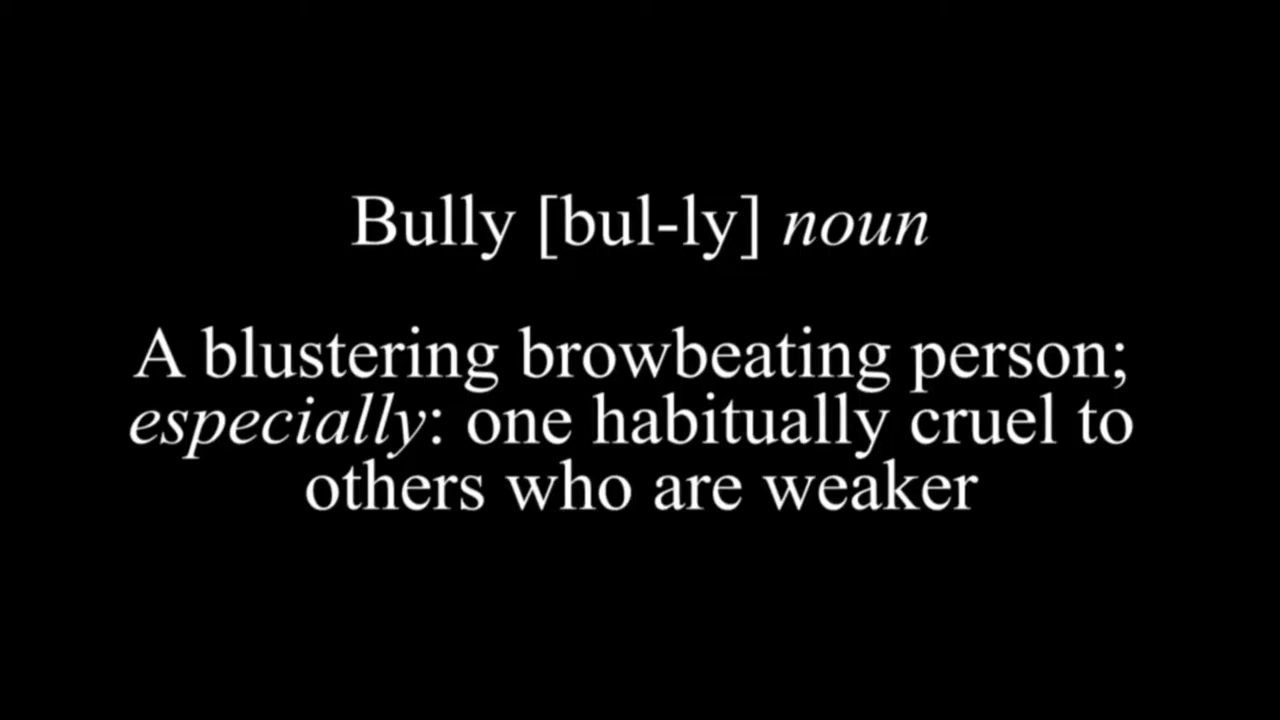 Bully [bul-ly] noun
A blustering browbeating person;
especially: one habitually cruel to
others who are weaker